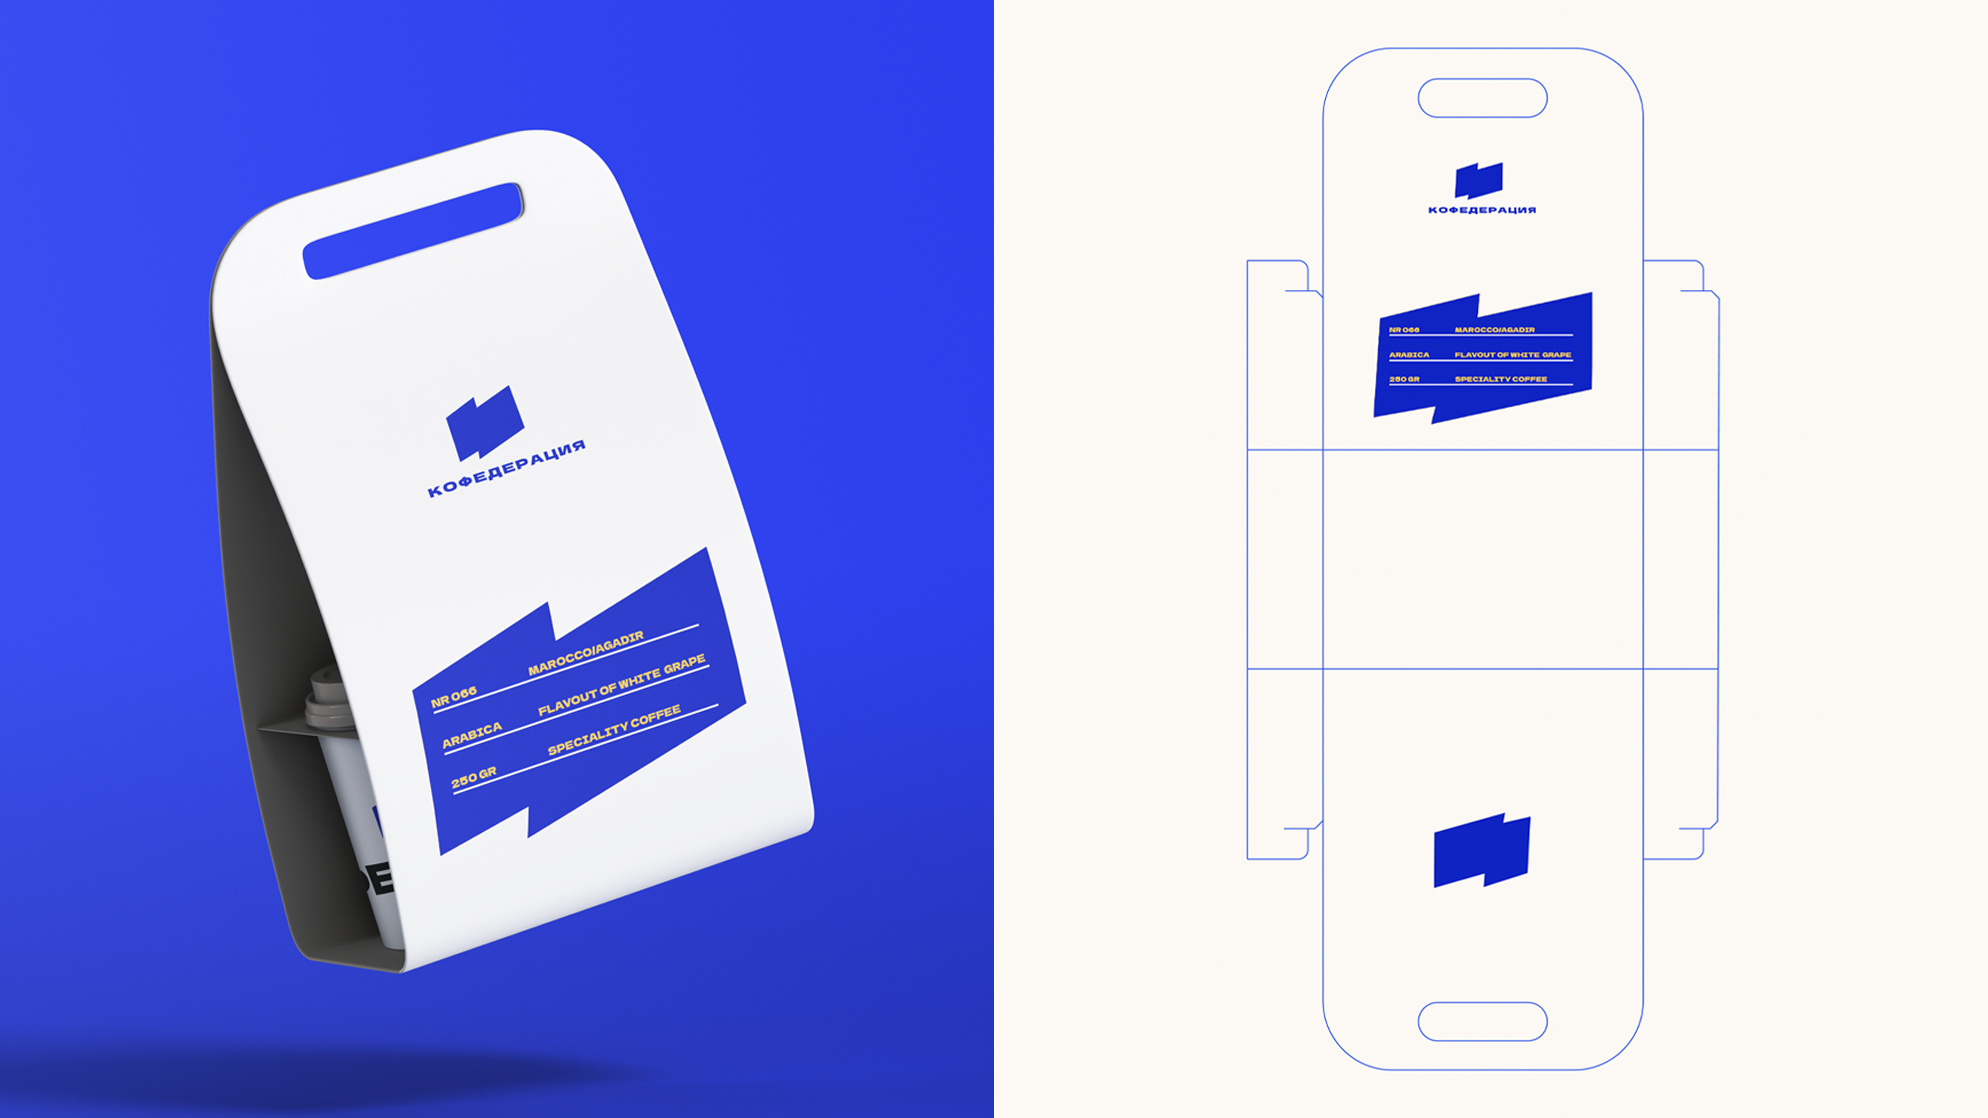 КОФЕДЕРАЦИЯ
NR 066 MAROCCO/AGADIR
ARABICA FLAVOUT OF WHITE GRAPE
250 GR SPECIALITY COFFEE
КОФЕДЕРАЦИЯ
NR 066 MAROCCO/AGADIR
ARABICA FLAVOUT OF WHITE GRAPE
250 GR SPECIALITY COFFEE